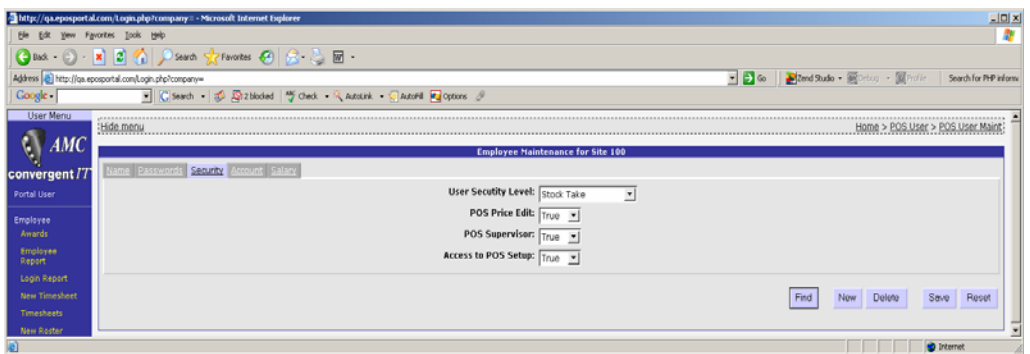 http://qa.eposportal.com/Login.php?company= - Microsoft Internet Explorer
File Edit View Favorites Tools Help
Back Search Favorites
Address http://qa.eposportal.com/Login.php?company= Go Zend Studio Debug Profile Search for PHP inform
Google Search 2 blocked Check AutoLink AutoFill Options
User Menu
Hide menu Home > POS User > POS User Maint
AMC
convergent IT
Employee Maintenance for Site 100
Name Passwords Security Account Salary
Portal User
User Secutity Level: Stock Take
POS Price Edit: True
POS Supervisor: True
Access to POS Setup: True
Employee
Awards
Employee
Report
Login Report
New Timesheet
Timesheets
New Roster
Find New Delete Save Reset
Internet